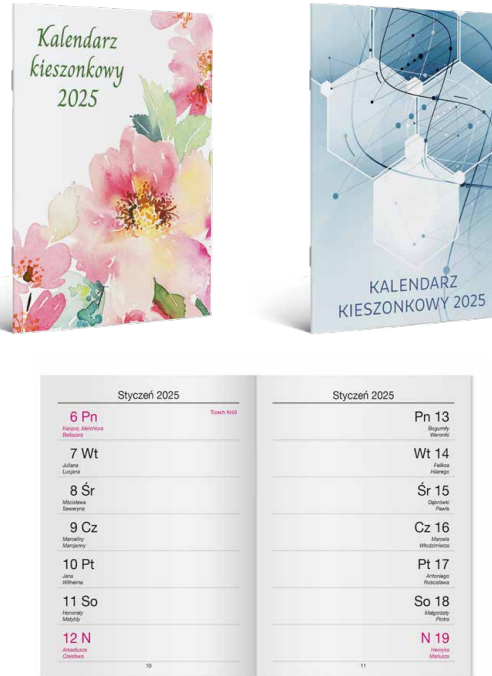 Kalendarz
kieszonkowy
2025
KALENDARZ
KIESZONKOWY 2025
Styczeń 2025
6 Pn
Trzech Króli
Kacpra, Melchiora
Baltazara
7 Wt
Juliana
Lucjana
8 Śr
Mścisława
Seweryna
9 Cz
Marceliny
Marcjanny
10 Pt
Jana
Wilhelma
11 So
Honoraty
Matyldy
12 N
Arkadiusza
Czesława
10
Styczeń 2025
Pn 13
Bogumiły
Weroniki
Wt 14
Feliksa
Hilarego
Śr 15
Dąbrówki
Pawła
Cz 16
Marcela
Włodzimierza
Pt 17
Antoniego
Rościsława
So 18
Małgorzaty
Piotra
N 19
Henryka
Mariusza
11